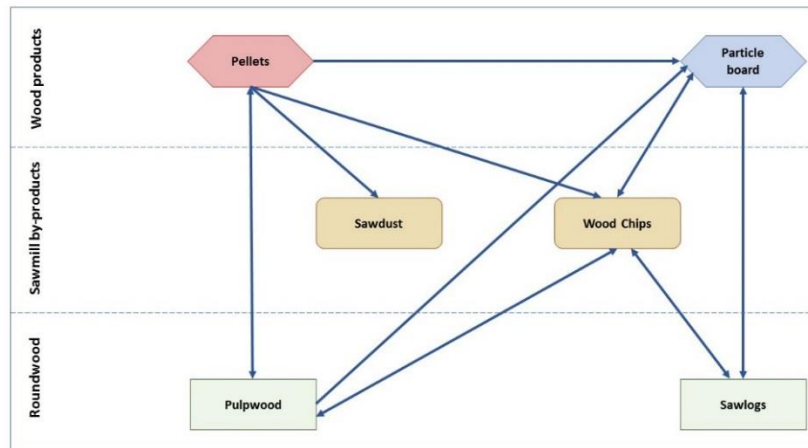 Wood products
Pellets
Particle
board
Sawmill by-products
Sawdust
Wood Chips
Roundwood
Pulpwood
Sawlogs